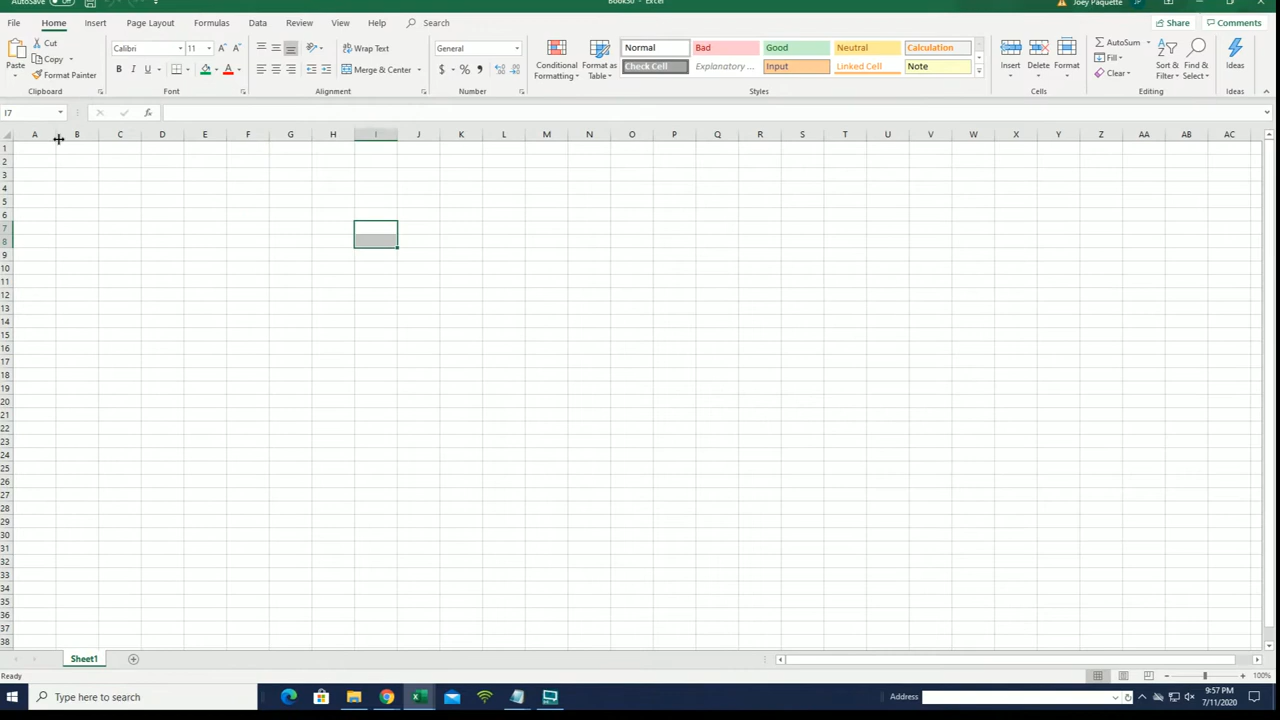 AutoSave Off Book30 - Excel Joey Paquette JP
File Home Insert Page Layout Formulas Data Review View Help Search Share Comments
Paste Cut Copy Format Painter Clipboard
Calibri 11 A A B I U A Font
Wrap Text Merge & Center Alignment
General $ % , Number
Conditional Formatting Format as Table
Normal Bad Good Neutral Calculation
Check Cell Explanatory ... Input Linked Cell Note
Styles
Insert Delete Format Cells
AutoSum Fill Clear Sort & Filter Find & Select Editing
Ideas Ideas
I7 fx
A B C D E F G H I J K L M N O P Q R S T U V W X Y Z AA AB AC
1
2
3
4
5
6
7
8
9
10
11
12
13
14
15
16
17
18
19
20
21
22
23
24
25
26
27
28
29
30
31
32
33
34
35
36
37
38
Sheet1
Ready 100%
Type here to search Address 9:57 PM
7/11/2020